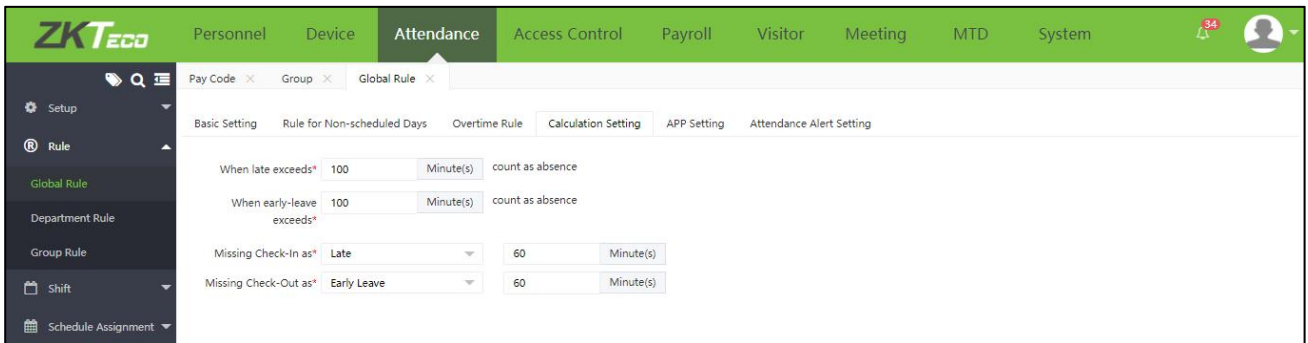 ZKTECO Personnel Device Attendance Access Control Payroll Visitor Meeting MTD System 34
Pay Code × Group × Global Rule ×
Setup
Basic Setting Rule for Non-scheduled Days Overtime Rule Calculation Setting APP Setting Attendance Alert Setting
® Rule
When late exceeds* 100 Minute(s) count as absence
Global Rule
When early-leave exceeds* 100 Minute(s) count as absence
Department Rule
Group Rule
Missing Check-In as* Late 60 Minute(s)
Shift
Missing Check-Out as* Early Leave 60 Minute(s)
Schedule Assignment